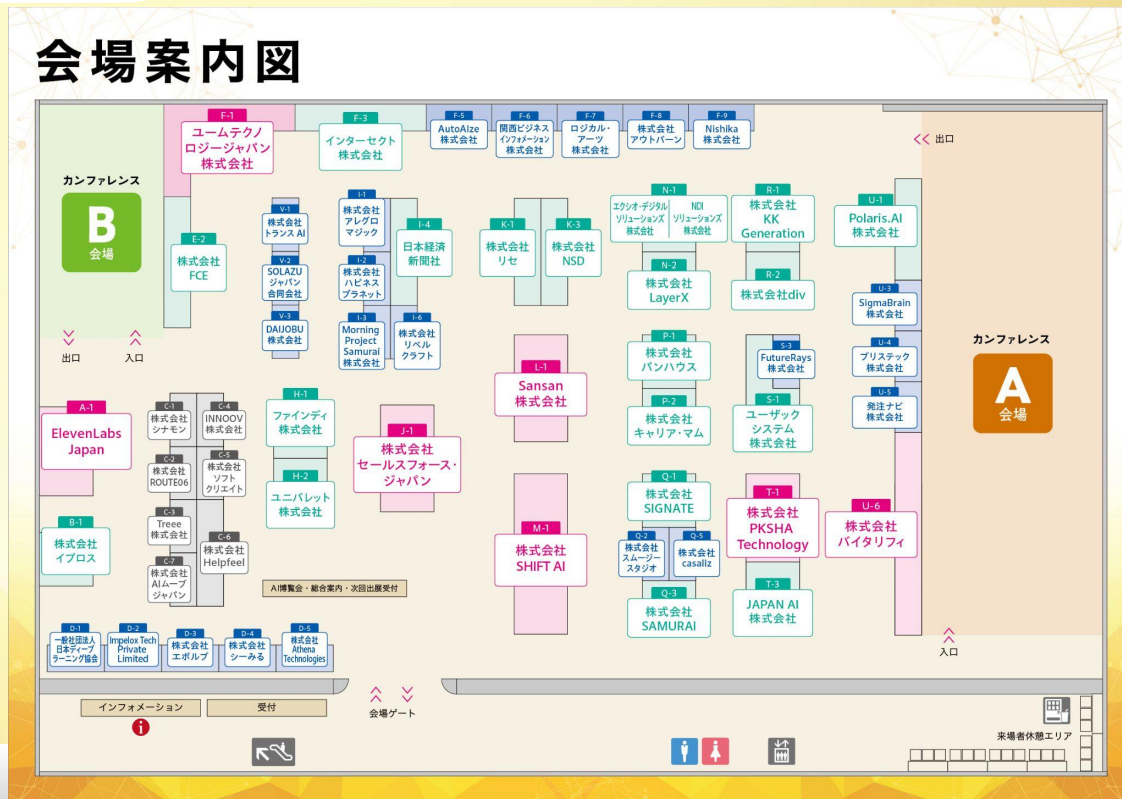 会場案内図
F-1
ユームテクノ
ロジージャパン
株式会社
F-3
インターセクト
株式会社
F-5
AutoAIze
株式会社
F-6
関西ビジネス
インフォメーション
株式会社
F-7
ロジカル・
アーツ
株式会社
F-8
株式会社
アウトバーン
F-9
Nishika
株式会社
出口
カンファレンス
B
会場
出口
入口
E-2
株式会社
FCE
V-1
株式会社
トランス AI
V-2
SOLAZU
ジャパン
合同会社
V-3
DAIJOBU
株式会社
I-1
株式会社
アレグロ
マジック
I-2
株式会社
ハピネス
プラネット
I-3
Morning
Project
Samurai
株式会社
I-4
日本経済
新聞社
I-6
株式会社
リベル
クラフト
K-1
株式会社
リセ
K-3
株式会社
NSD
N-1
エクシオ・デジタル
ソリューションズ
株式会社
NDI
ソリューションズ
株式会社
N-2
株式会社
LayerX
R-1
株式会社
KK
Generation
R-2
株式会社div
U-1
Polaris.AI
株式会社
U-3
SigmaBrain
株式会社
U-4
ブリステック
株式会社
U-5
発注ナビ
株式会社
カンファレンス
A
会場
A-1
ElevenLabs
Japan
B-1
株式会社
イプロス
C-1
株式会社
シナモン
C-4
INNOOV
株式会社
C-2
株式会社
ROUTE06
C-5
株式会社
ソフト
クリエイト
C-3
Treee
株式会社
C-6
株式会社
Helpfeel
C-7
株式会社
AIムーブ
ジャパン
H-1
ファインディ
株式会社
H-2
ユニバレット
株式会社
J-1
株式会社
セールスフォース・
ジャパン
L-1
Sansan
株式会社
M-1
株式会社
SHIFT AI
P-1
株式会社
パンハウス
P-2
株式会社
キャリア・マム
S-3
FutureRays
株式会社
S-1
ユーザック
システム
株式会社
Q-1
株式会社
SIGNATE
Q-2
株式会社
スムージー
スタジオ
Q-5
株式会社
casaliz
Q-3
株式会社
SAMURAI
T-1
株式会社
PKSHA
Technology
T-3
JAPAN AI
株式会社
U-6
株式会社
バイタリフィ
AI博覧会・総合案内・次回出展受付
D-1
一般社団法人
日本ディープ
ラーニング協会
D-2
Impelox Tech
Private
Limited
D-3
株式会社
エボルブ
D-4
株式会社
シーみる
D-5
株式会社
Athena
Technologies
入口
インフォメーション
受付
会場ゲート
来場者休憩エリア